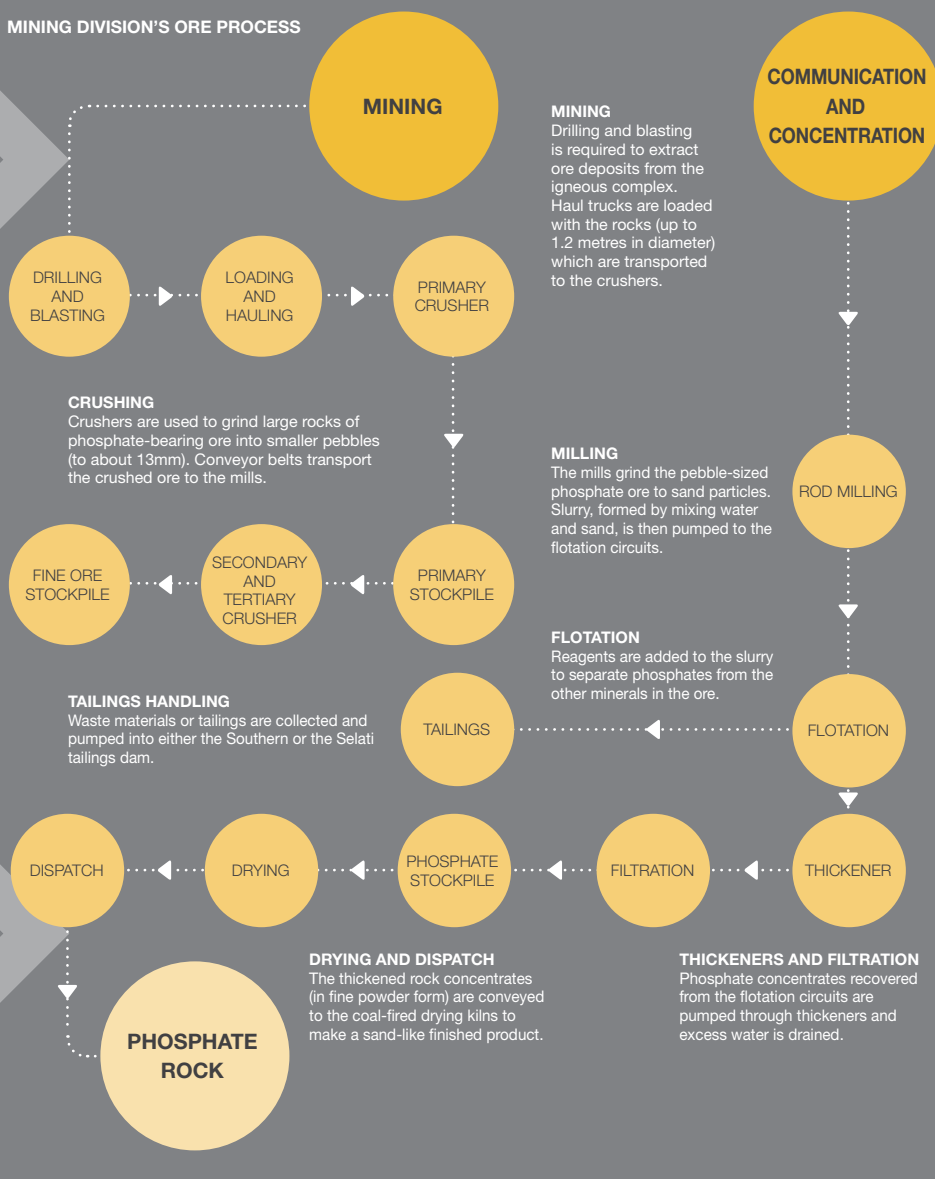 MINING DIVISION'S ORE PROCESS
MINING
COMMUNICATION
AND
CONCENTRATION
MINING
Drilling and blasting
is required to extract
ore deposits from the
igneous complex.
Haul trucks are loaded
with the rocks (up to
1.2 metres in diameter)
which are transported
to the crushers.
DRILLING
AND
BLASTING
LOADING
AND
HAULING
PRIMARY
CRUSHER
CRUSHING
Crushers are used to grind large rocks of
phosphate-bearing ore into smaller pebbles
(to about 13mm). Conveyor belts transport
the crushed ore to the mills.
MILLING
The mills grind the pebble-sized
phosphate ore to sand particles.
Slurry, formed by mixing water
and sand, is then pumped to the
flotation circuits.
ROD MILLING
FINE ORE
STOCKPILE
SECONDARY
AND
TERTIARY
CRUSHER
PRIMARY
STOCKPILE
FLOTATION
Reagents are added to the slurry
to separate phosphates from the
other minerals in the ore.
TAILINGS HANDLING
Waste materials or tailings are collected and
pumped into either the Southern or the Selati
tailings dam.
TAILINGS
FLOTATION
DISPATCH
DRYING
PHOSPHATE
STOCKPILE
FILTRATION
THICKENER
DRYING AND DISPATCH
The thickened rock concentrates
(in fine powder form) are conveyed
to the coal-fired drying kilns to
make a sand-like finished product.
THICKENERS AND FILTRATION
Phosphate concentrates recovered
from the flotation circuits are
pumped through thickeners and
excess water is drained.
PHOSPHATE
ROCK